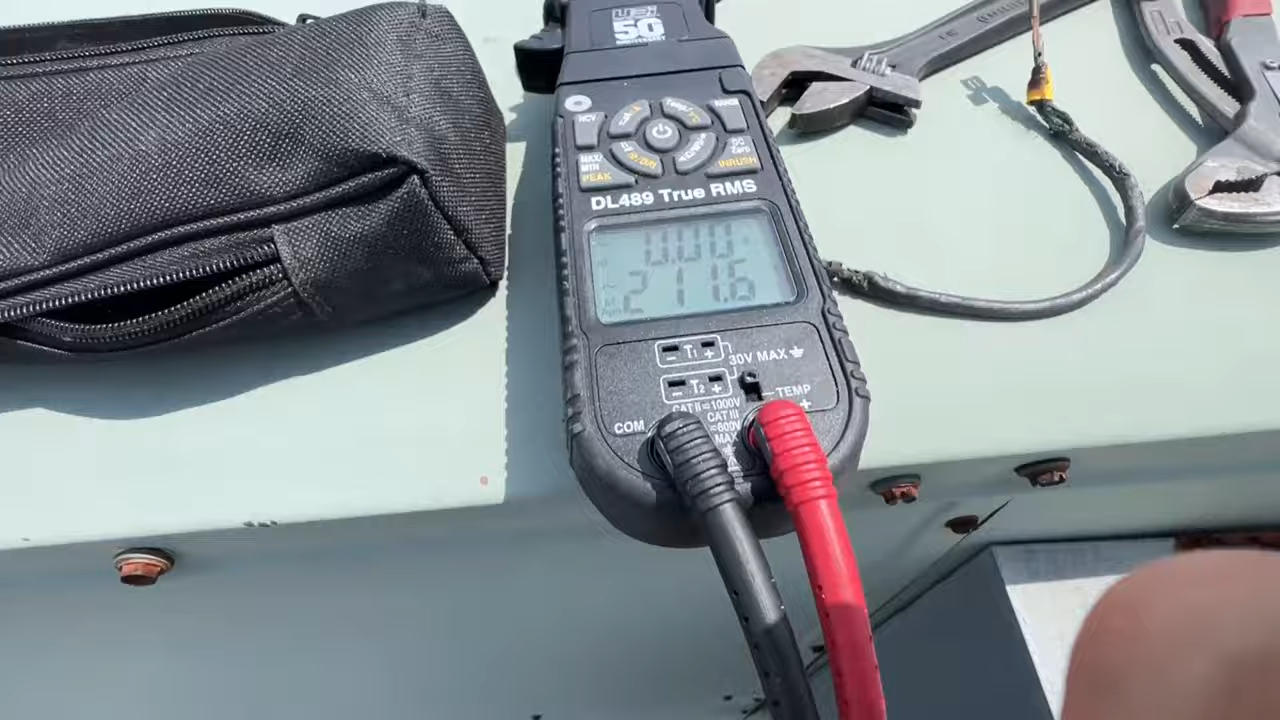 UEi
50
NCV
MAX/
MIN
PEAK
DC
Zero
INRUSH
DL489 True RMS
0.00
211.6
- T1 +
30V MAX
- T2 +
TEMP
COM
CAT II 1000V
CAT III
600V
MAX
+